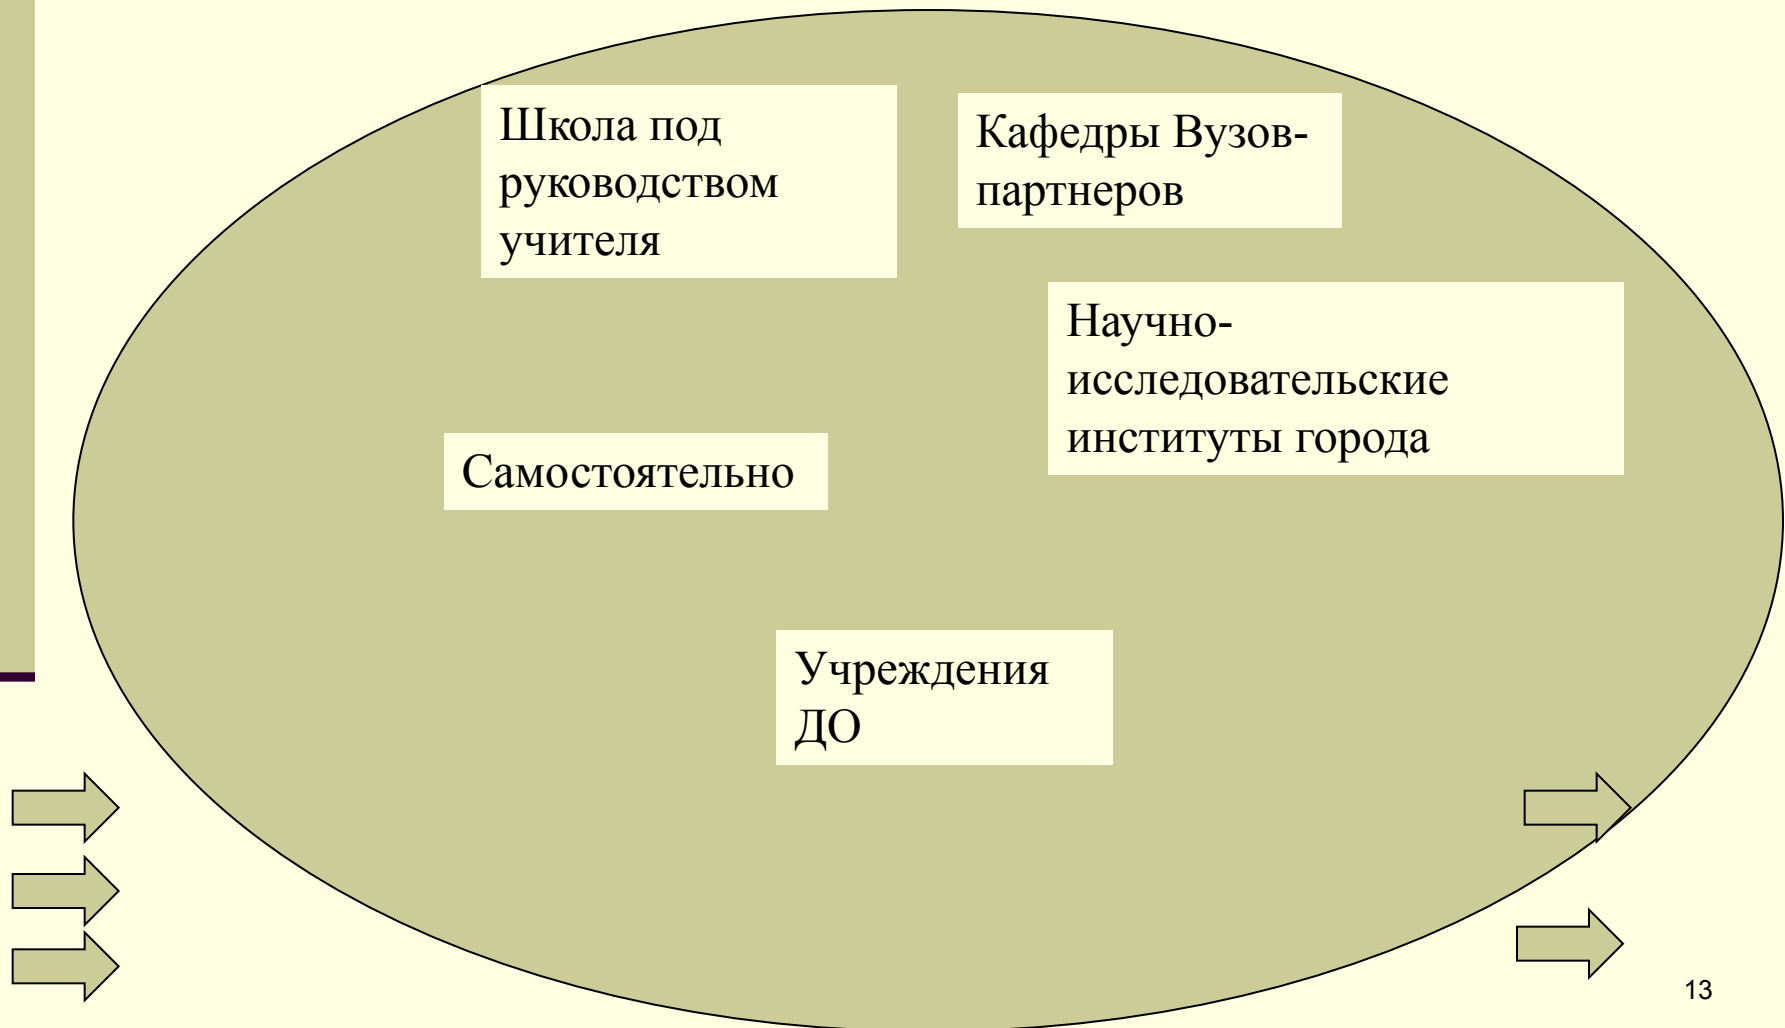 Школа под
руководством
учителя
Кафедры Вузов-
партнеров
Научно-
исследовательские
институты города
Самостоятельно
Учреждения
ДО
13